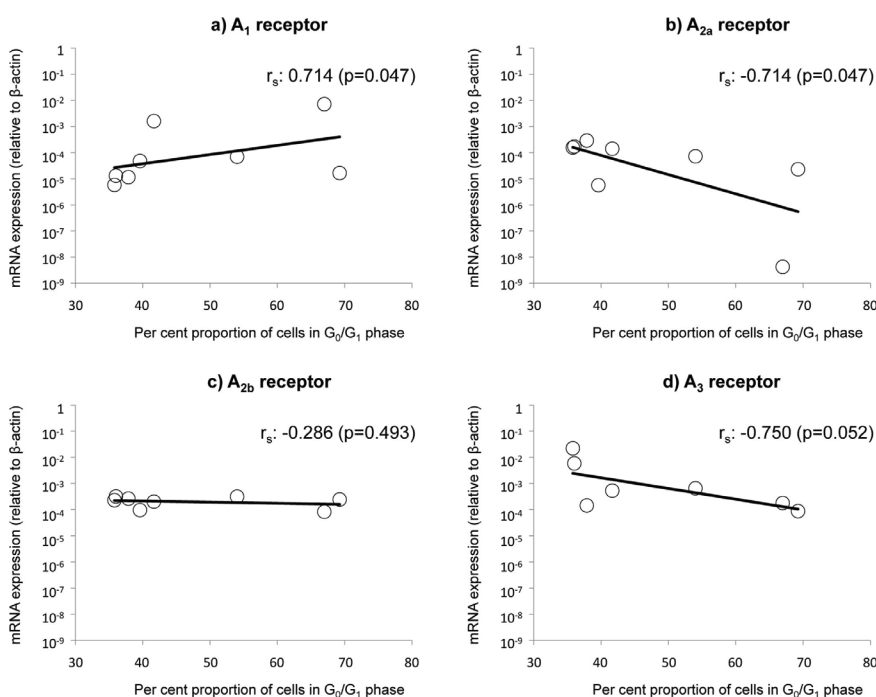 a) A₁ receptor
rₛ: 0.714 (p=0.047)
mRNA expression (relative to β-actin)
1
10⁻¹
10⁻²
10⁻³
10⁻⁴
10⁻⁵
10⁻⁶
10⁻⁷
10⁻⁸
10⁻⁹
30 40 50 60 70 80
Per cent proportion of cells in G₀/G₁ phase
b) A₂ₐ receptor
rₛ: -0.714 (p=0.047)
mRNA expression (relative to β-actin)
1
10⁻¹
10⁻²
10⁻³
10⁻⁴
10⁻⁵
10⁻⁶
10⁻⁷
10⁻⁸
10⁻⁹
30 40 50 60 70 80
Per cent proportion of cells in G₀/G₁ phase
c) A₂b receptor
rₛ: -0.286 (p=0.493)
mRNA expression (relative to β-actin)
1
10⁻¹
10⁻²
10⁻³
10⁻⁴
10⁻⁵
10⁻⁶
10⁻⁷
10⁻⁸
10⁻⁹
30 40 50 60 70 80
Per cent proportion of cells in G₀/G₁ phase
d) A₃ receptor
rₛ: -0.750 (p=0.052)
mRNA expression (relative to β-actin)
1
10⁻¹
10⁻²
10⁻³
10⁻⁴
10⁻⁵
10⁻⁶
10⁻⁷
10⁻⁸
10⁻⁹
30 40 50 60 70 80
Per cent proportion of cells in G₀/G₁ phase